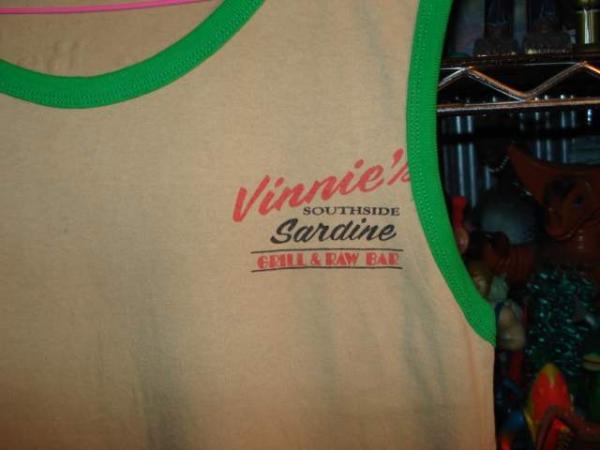 Vinnie's
SOUTHSIDE
Sardine
GRILL & RAW BAR